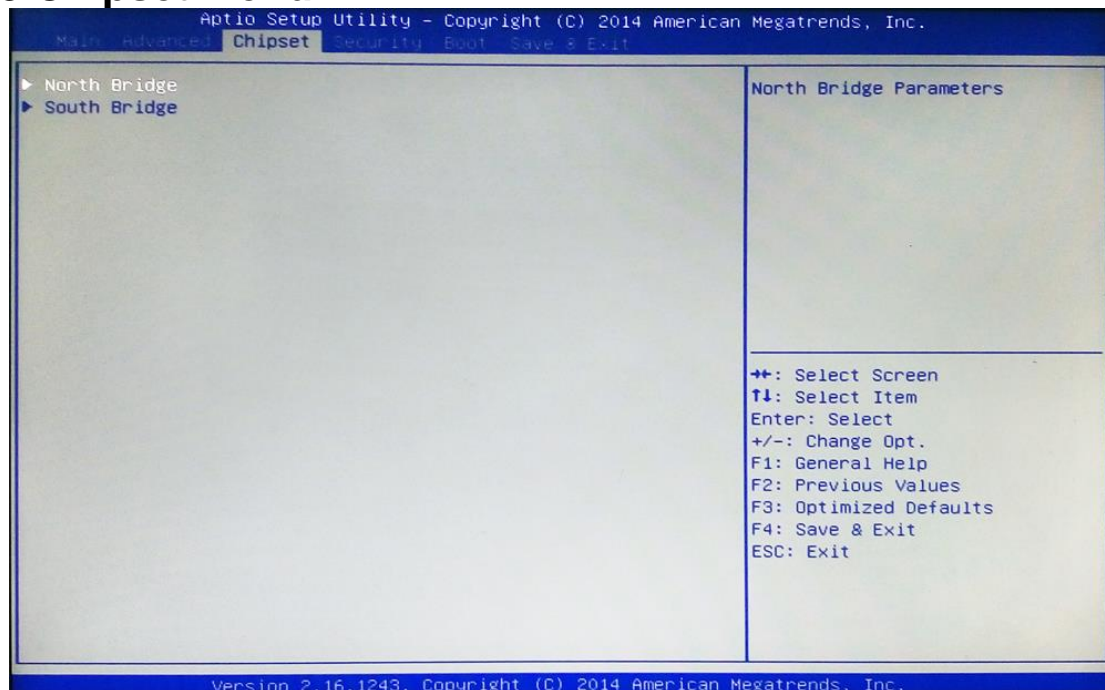 Aptio Setup Utility – Copyright (C) 2014 American Megatrends, Inc.
Main Advanced Chipset Security Boot Save & Exit
▶ North Bridge
▶ South Bridge
North Bridge Parameters
→←: Select Screen
↑↓: Select Item
Enter: Select
+/-: Change Opt.
F1: General Help
F2: Previous Values
F3: Optimized Defaults
F4: Save & Exit
ESC: Exit
Version 2.16.1243. Copyright (C) 2014 American Megatrends, Inc.